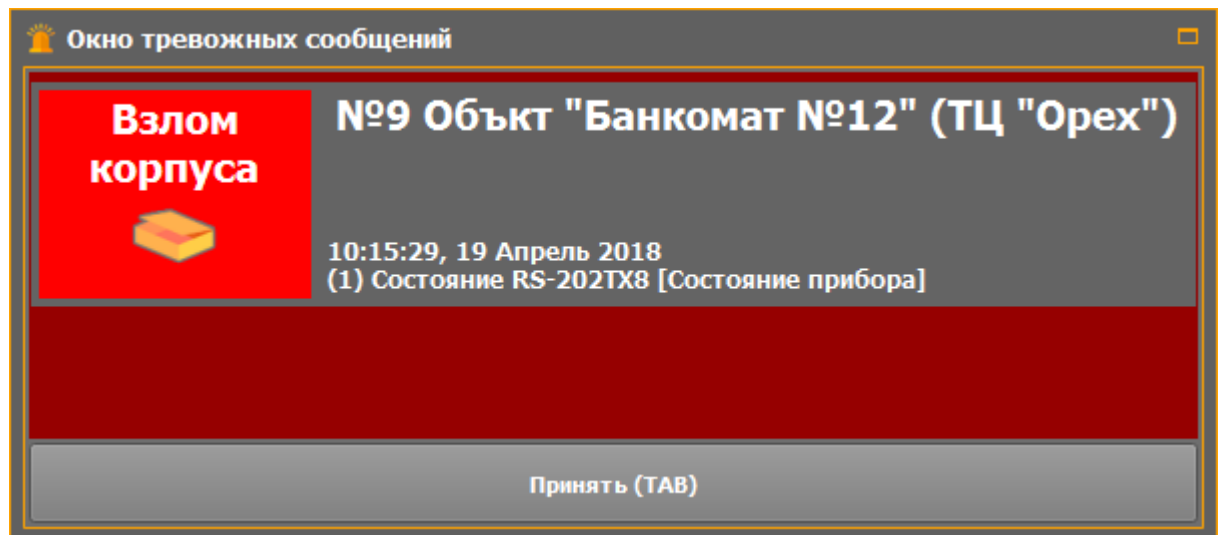 Окно тревожных сообщений
Взлом
корпуса
№9 Объкт "Банкомат №12" (ТЦ "Орех")
10:15:29, 19 Апрель 2018
(1) Состояние RS-202TX8 [Состояние прибора]
Принять (TAB)